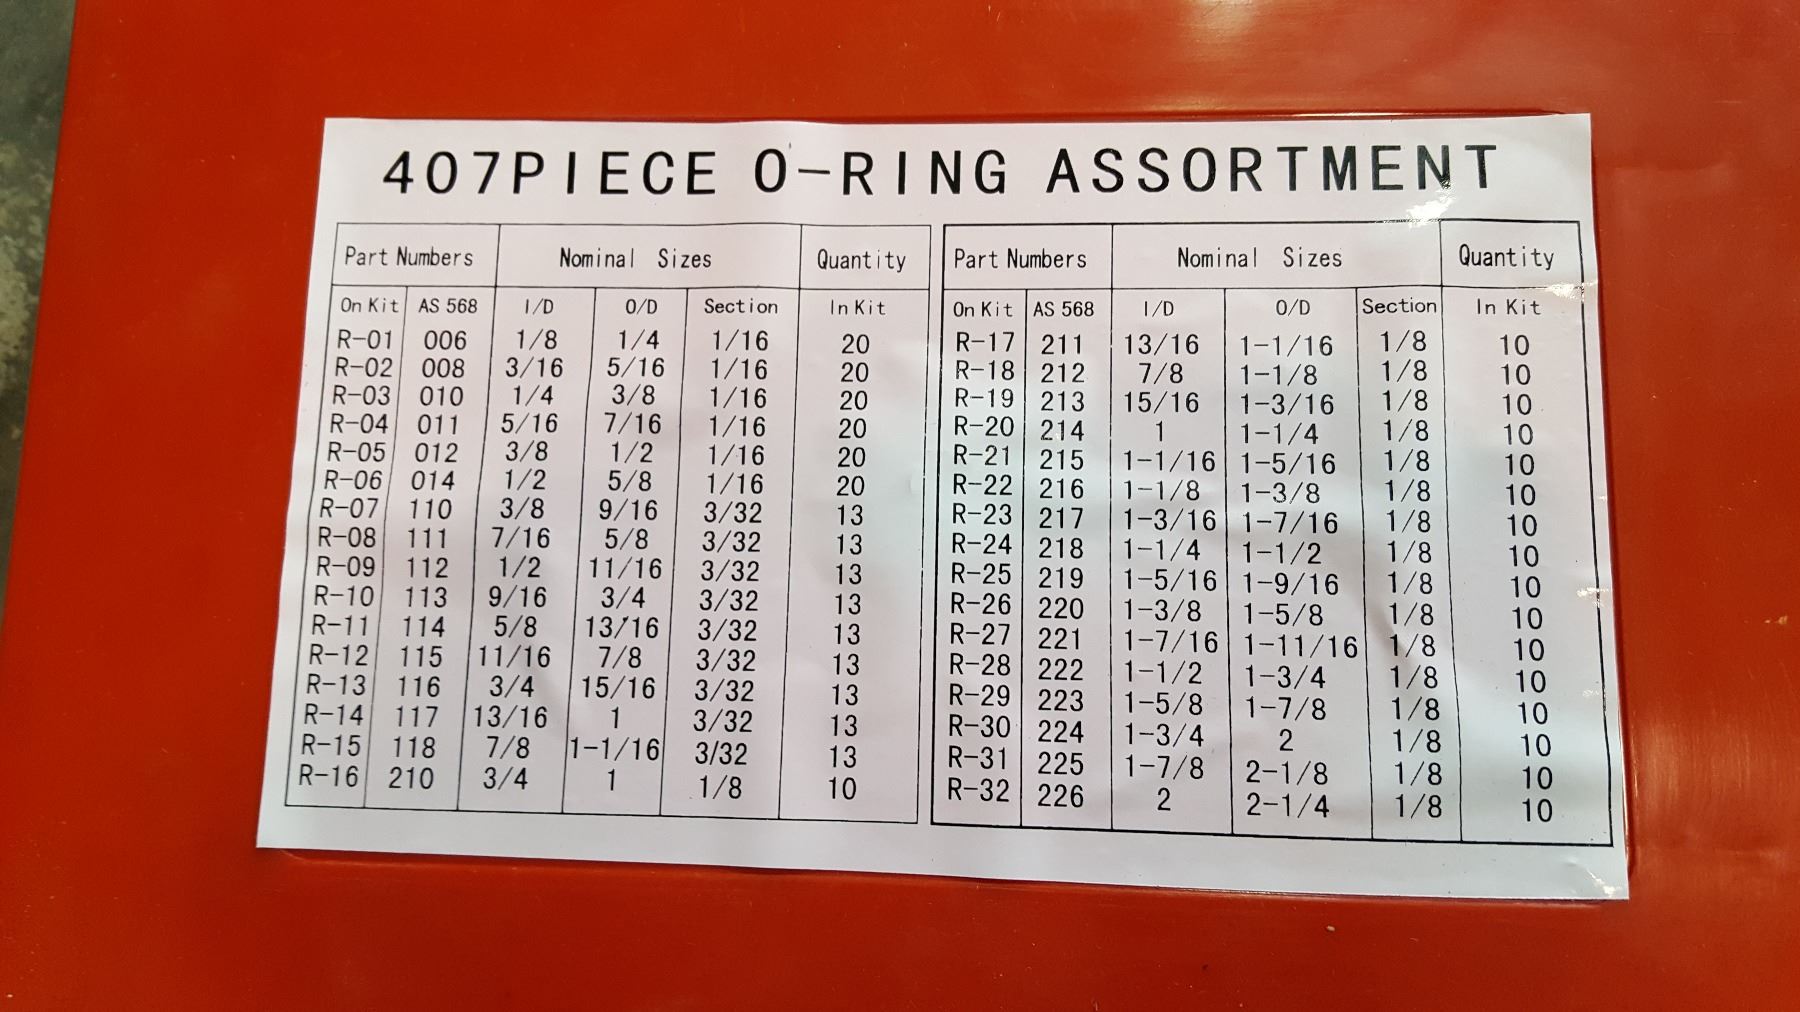 407PIECE O-RING ASSORTMENT
Part Numbers Nominal Sizes Quantity
On Kit AS 568 I/D O/D Section In Kit
R-01 006 1/8 1/4 1/16 20
R-02 008 3/16 5/16 1/16 20
R-03 010 1/4 3/8 1/16 20
R-04 011 5/16 7/16 1/16 20
R-05 012 3/8 1/2 1/16 20
R-06 014 1/2 5/8 1/16 20
R-07 110 3/8 9/16 3/32 13
R-08 111 7/16 5/8 3/32 13
R-09 112 1/2 11/16 3/32 13
R-10 113 9/16 3/4 3/32 13
R-11 114 5/8 13/16 3/32 13
R-12 115 11/16 7/8 3/32 13
R-13 116 3/4 15/16 3/32 13
R-14 117 13/16 1 3/32 13
R-15 118 7/8 1-1/16 3/32 13
R-16 210 3/4 1 1/8 10
Part Numbers Nominal Sizes Quantity
On Kit AS 568 I/D O/D Section In Kit
R-17 211 13/16 1-1/16 1/8 10
R-18 212 7/8 1-1/8 1/8 10
R-19 213 15/16 1-3/16 1/8 10
R-20 214 1 1-1/4 1/8 10
R-21 215 1-1/16 1-5/16 1/8 10
R-22 216 1-1/8 1-3/8 1/8 10
R-23 217 1-3/16 1-7/16 1/8 10
R-24 218 1-1/4 1-1/2 1/8 10
R-25 219 1-5/16 1-9/16 1/8 10
R-26 220 1-3/8 1-5/8 1/8 10
R-27 221 1-7/16 1-11/16 1/8 10
R-28 222 1-1/2 1-3/4 1/8 10
R-29 223 1-5/8 1-7/8 1/8 10
R-30 224 1-3/4 2 1/8 10
R-31 225 1-7/8 2-1/8 1/8 10
R-32 226 2 2-1/4 1/8 10